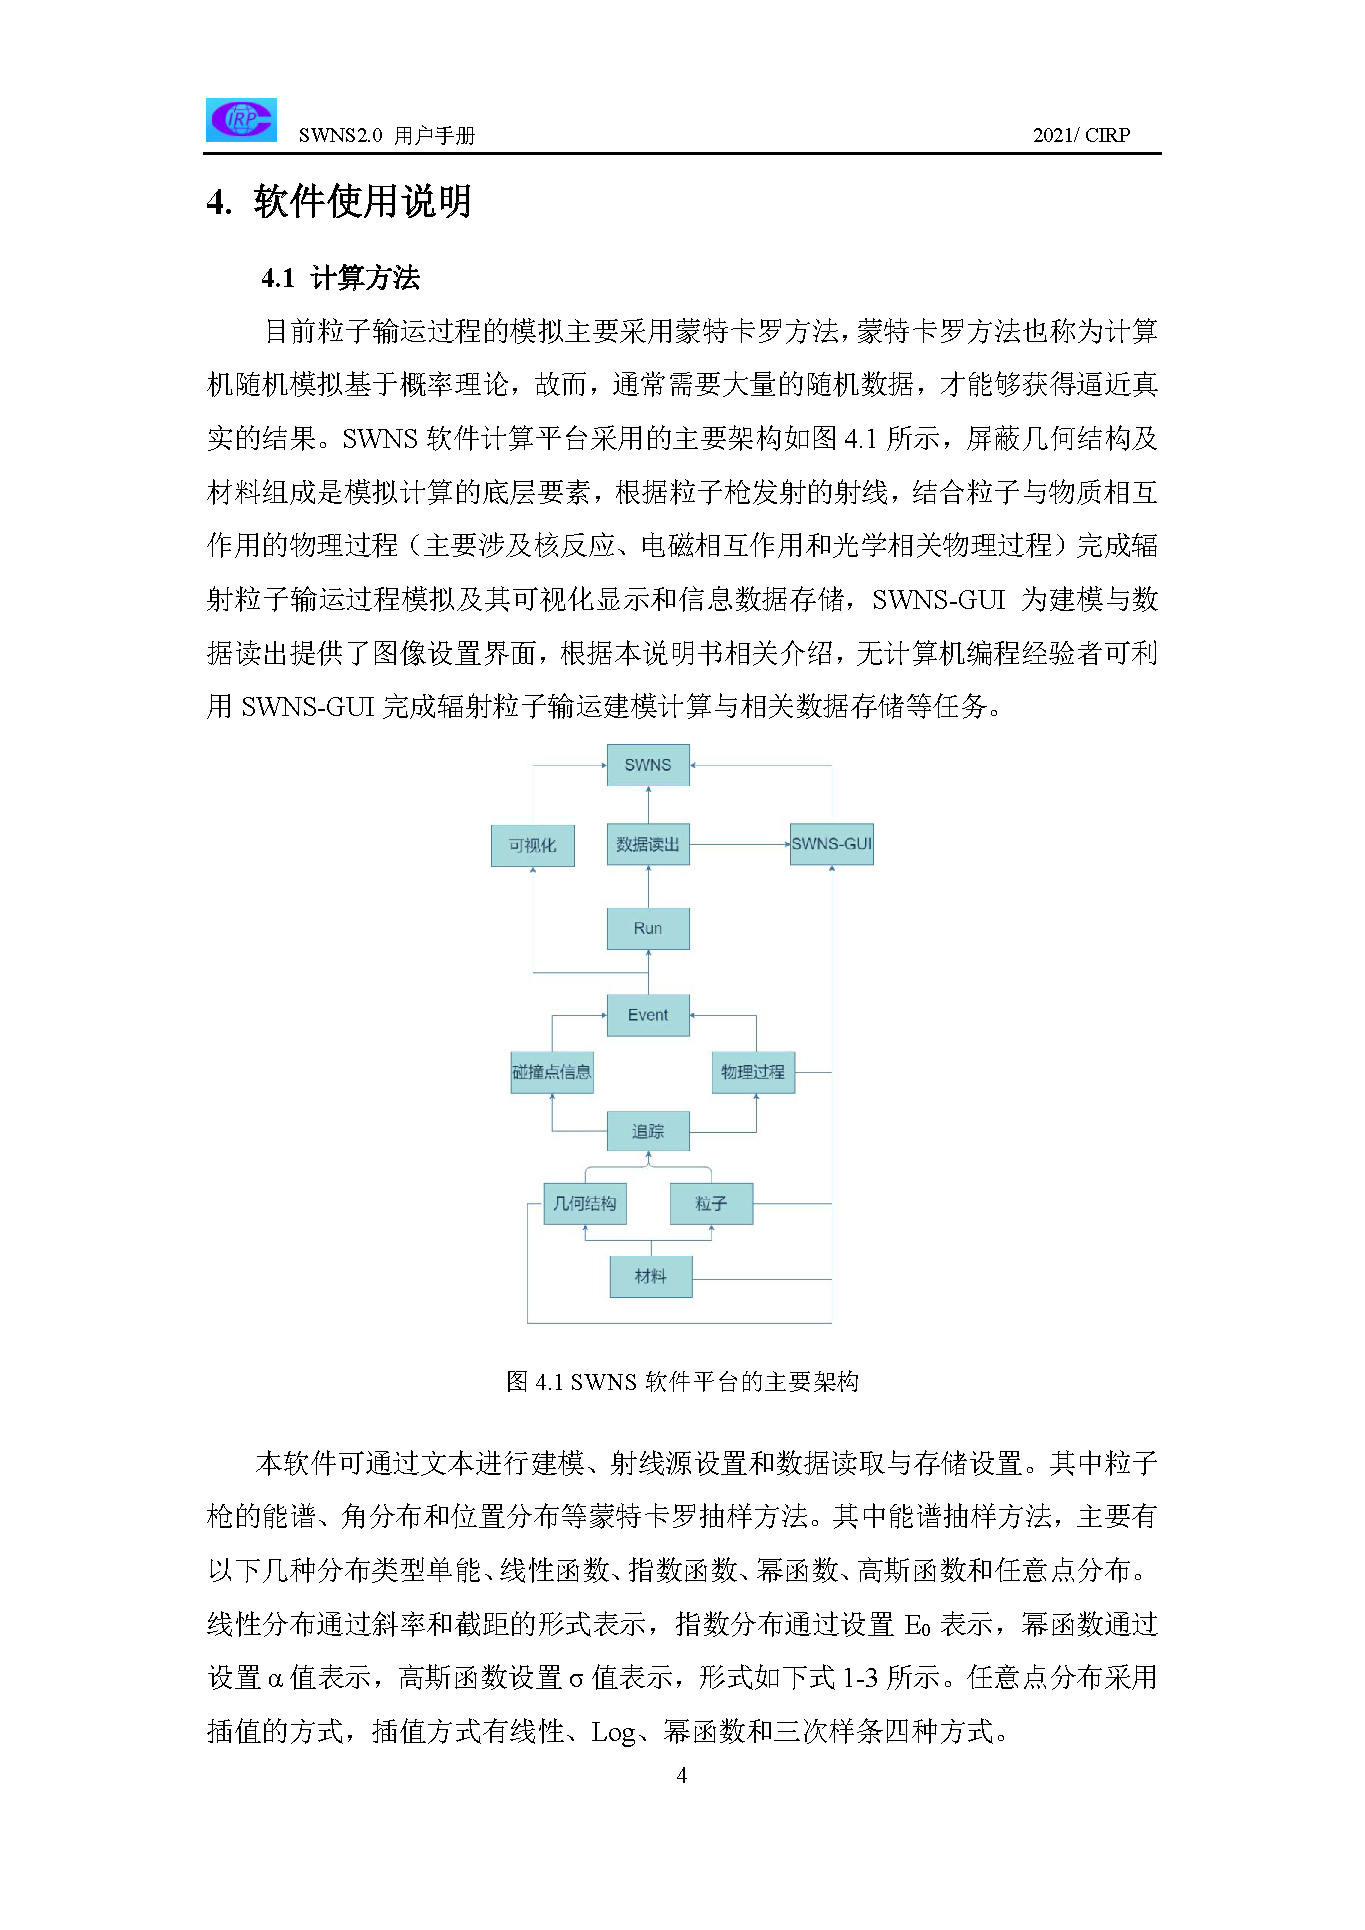 IRP
SWNS2.0 用户手册
2021/ CIRP
4. 软件使用说明
4.1 计算方法
目前粒子输运过程的模拟主要采用蒙特卡罗方法，蒙特卡罗方法也称为计算
机随机模拟基于概率理论，故而，通常需要大量的随机数据，才能够获得逼近真
实的结果。SWNS 软件计算平台采用的主要架构如图 4.1 所示，屏蔽几何结构及
材料组成是模拟计算的底层要素，根据粒子枪发射的射线，结合粒子与物质相互
作用的物理过程（主要涉及核反应、电磁相互作用和光学相关物理过程）完成辐
射粒子输运过程模拟及其可视化显示和信息数据存储，SWNS-GUI 为建模与数
据读出提供了图像设置界面，根据本说明书相关介绍，无计算机编程经验者可利
用 SWNS-GUI 完成辐射粒子输运建模计算与相关数据存储等任务。
SWNS
可视化
数据读出
SWNS-GUI
Run
Event
碰撞点信息
物理过程
追踪
几何结构
粒子
材料
图 4.1 SWNS 软件平台的主要架构
本软件可通过文本进行建模、射线源设置和数据读取与存储设置。其中粒子
枪的能谱、角分布和位置分布等蒙特卡罗抽样方法。其中能谱抽样方法，主要有
以下几种分布类型单能、线性函数、指数函数、幂函数、高斯函数和任意点分布。
线性分布通过斜率和截距的形式表示，指数分布通过设置 E₀ 表示，幂函数通过
设置 α 值表示，高斯函数设置 σ 值表示，形式如下式 1-3 所示。任意点分布采用
插值的方式，插值方式有线性、Log、幂函数和三次样条四种方式。
4